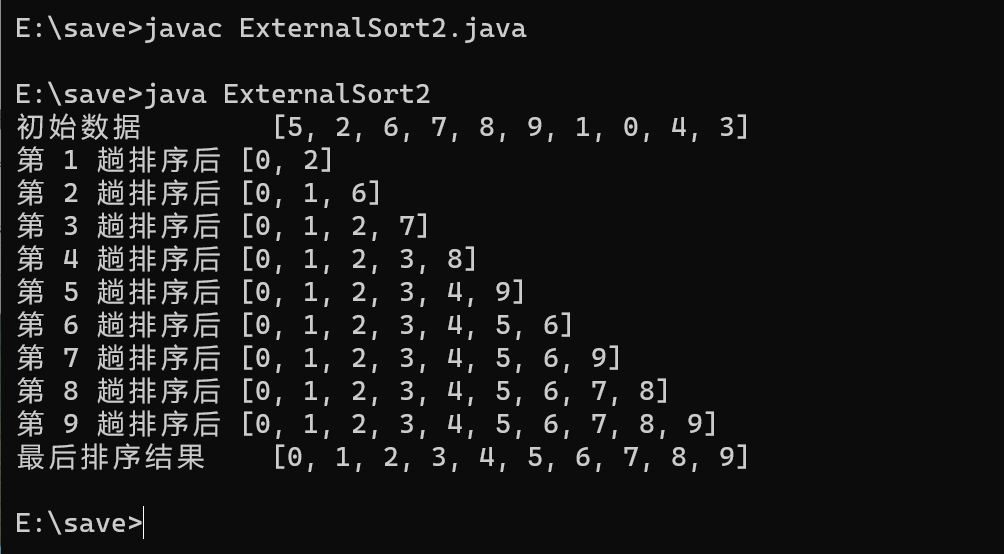 E:\save>javac ExternalSort2.java
E:\save>java ExternalSort2
初始数据 [5, 2, 6, 7, 8, 9, 1, 0, 4, 3]
第 1 趟排序后 [0, 2]
第 2 趟排序后 [0, 1, 6]
第 3 趟排序后 [0, 1, 2, 7]
第 4 趟排序后 [0, 1, 2, 3, 8]
第 5 趟排序后 [0, 1, 2, 3, 4, 9]
第 6 趟排序后 [0, 1, 2, 3, 4, 5, 6]
第 7 趟排序后 [0, 1, 2, 3, 4, 5, 6, 9]
第 8 趟排序后 [0, 1, 2, 3, 4, 5, 6, 7, 8]
第 9 趟排序后 [0, 1, 2, 3, 4, 5, 6, 7, 8, 9]
最后排序结果 [0, 1, 2, 3, 4, 5, 6, 7, 8, 9]
E:\save>